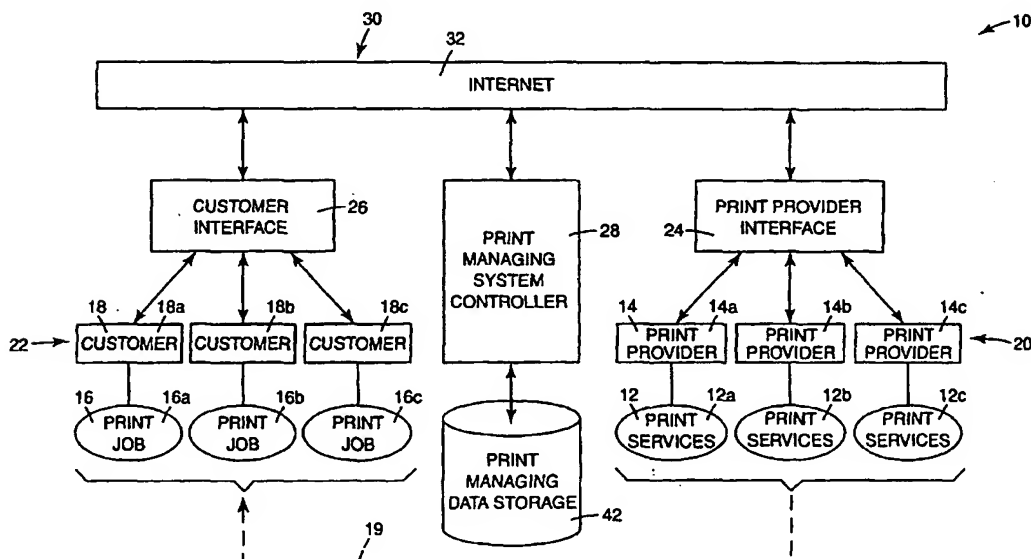 10
30
32
INTERNET
CUSTOMER
INTERFACE
26
PRINT
MANAGING
SYSTEM
CONTROLLER
28
PRINT PROVIDER
INTERFACE
24
22
18
18a
CUSTOMER
18b
CUSTOMER
18c
CUSTOMER
14
14a
PRINT
PROVIDER
14b
PRINT
PROVIDER
14c
PRINT
PROVIDER
20
16
16a
PRINT
JOB
16b
PRINT
JOB
16c
PRINT
JOB
PRINT
MANAGING
DATA STORAGE
42
12
12a
PRINT
SERVICES
12b
PRINT
SERVICES
12c
PRINT
SERVICES
19